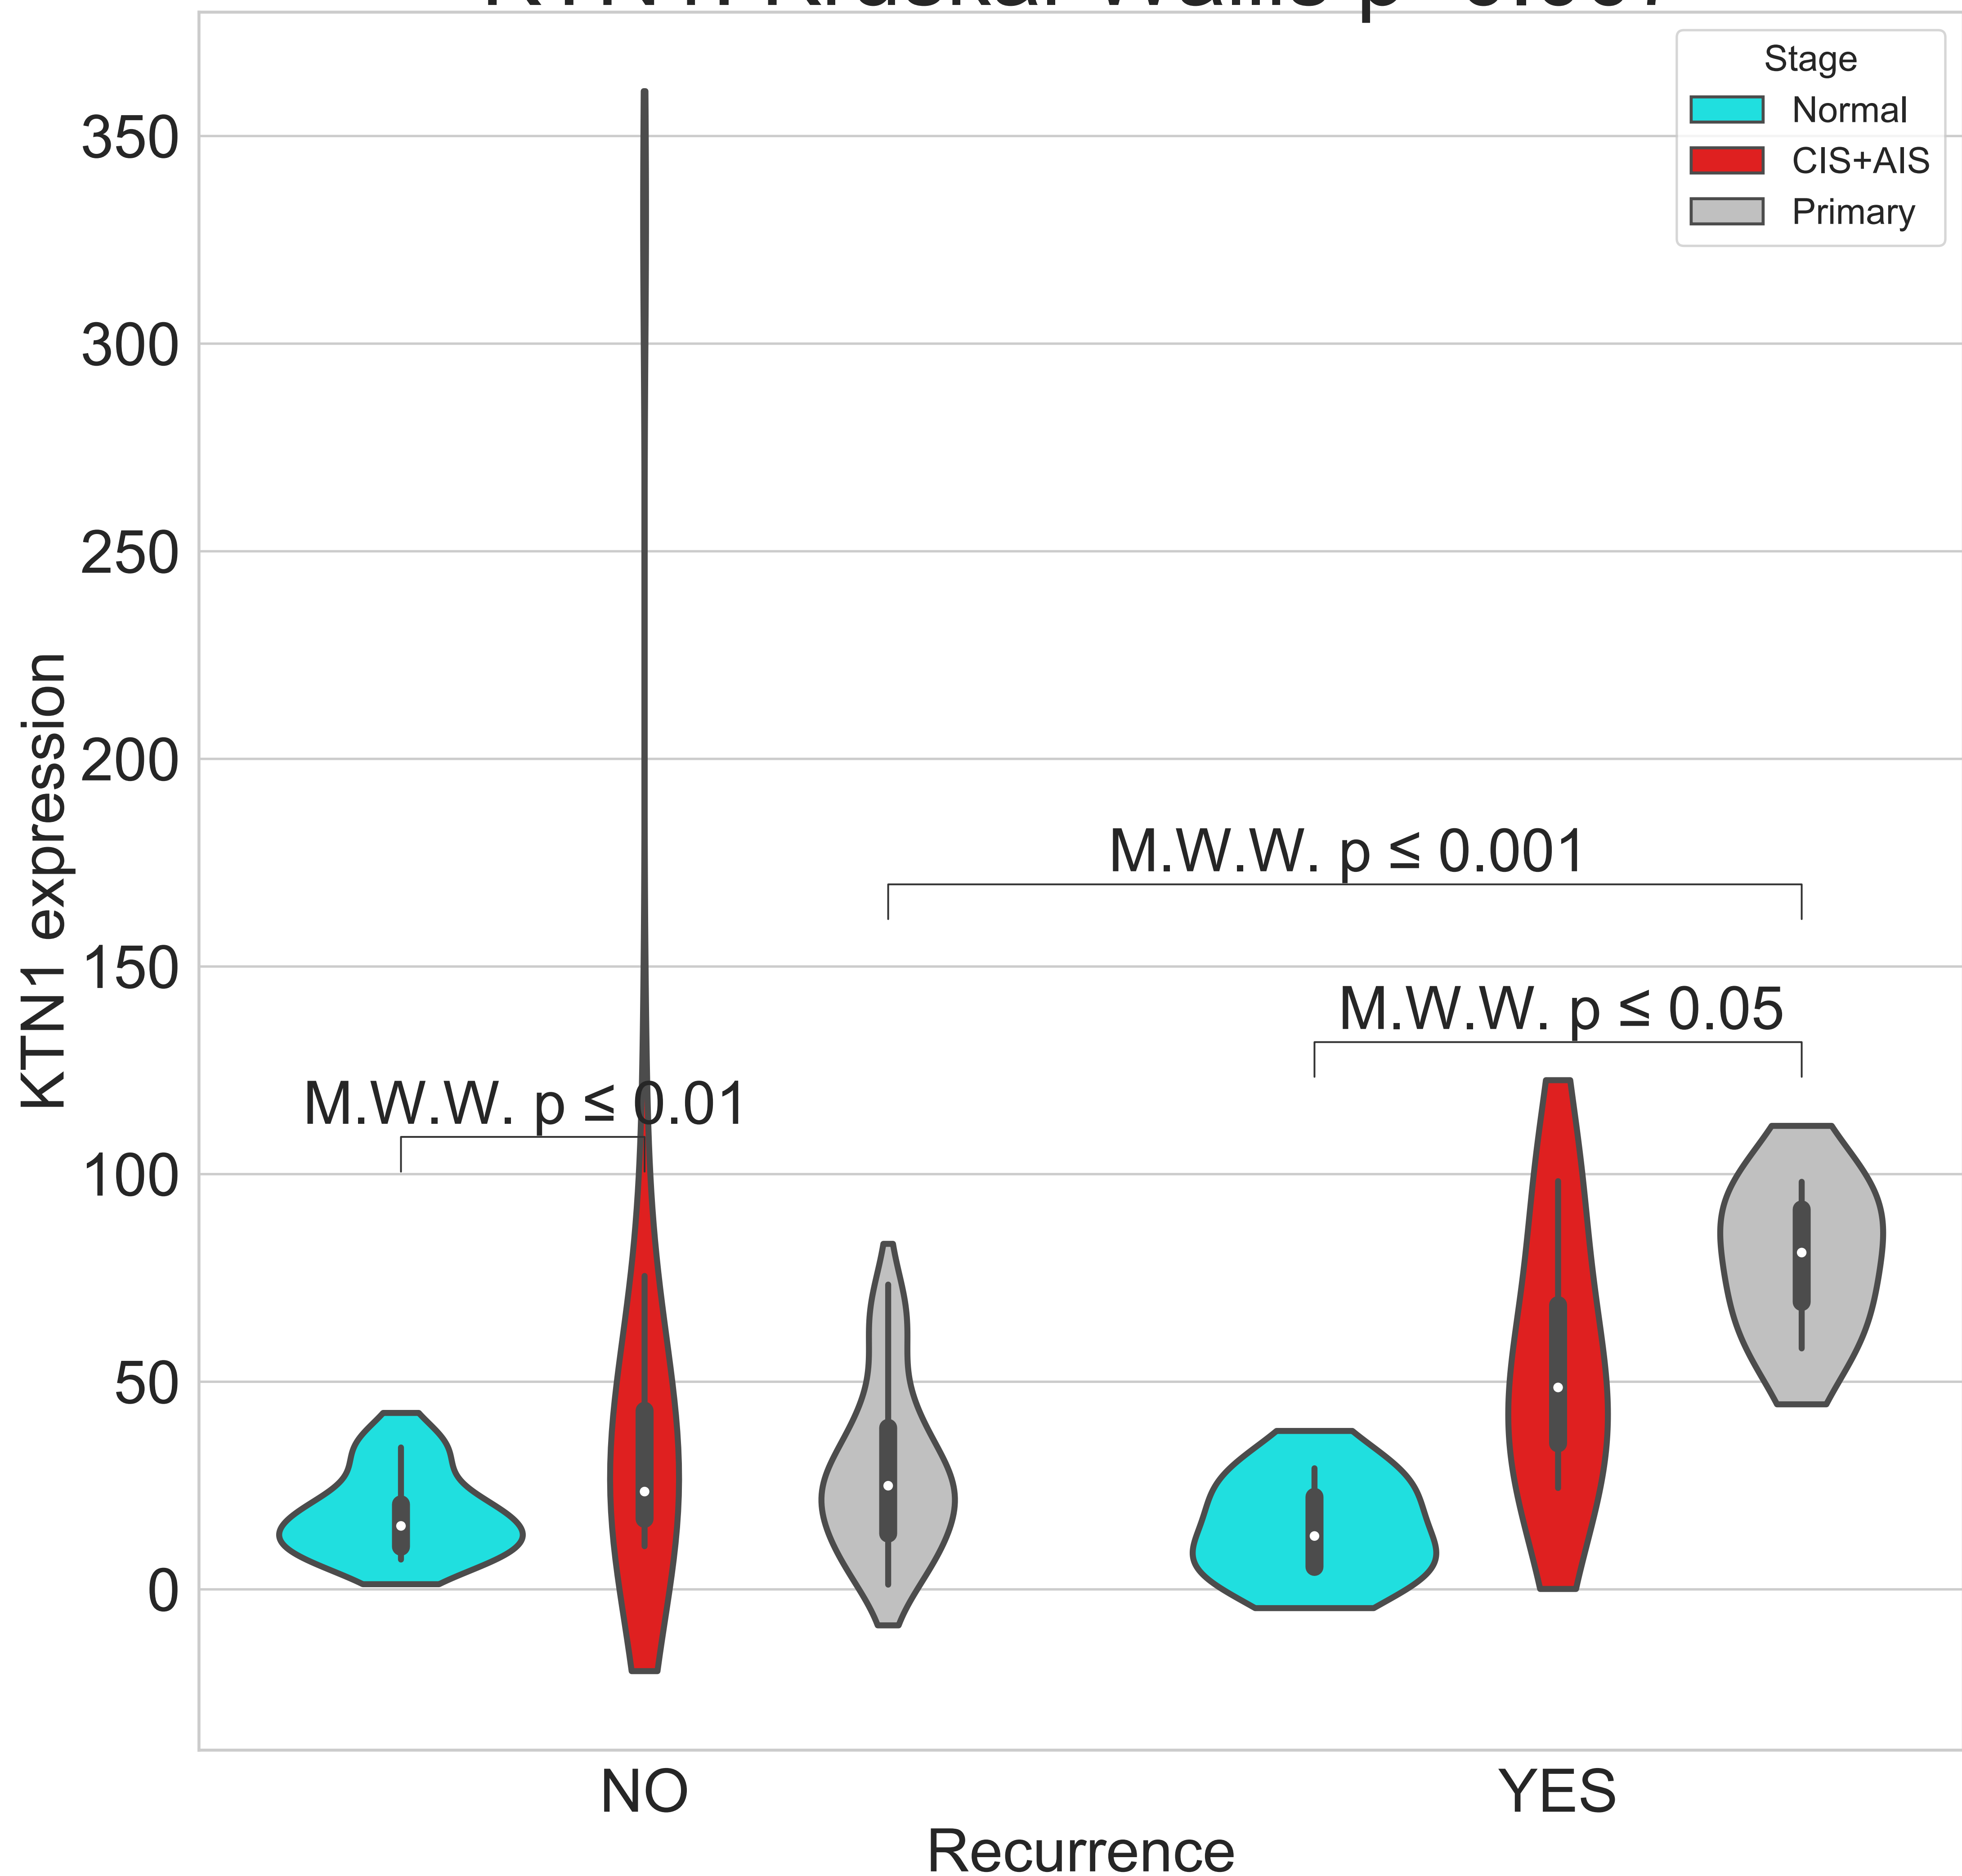 Stage
Normal
CIS+AIS
Primary
350
300
250
200
150
100
50
0
KTN1 expression
M.W.W. p ≤ 0.001
M.W.W. p ≤ 0.05
M.W.W. p ≤ 0.01
NO
YES
Recurrence